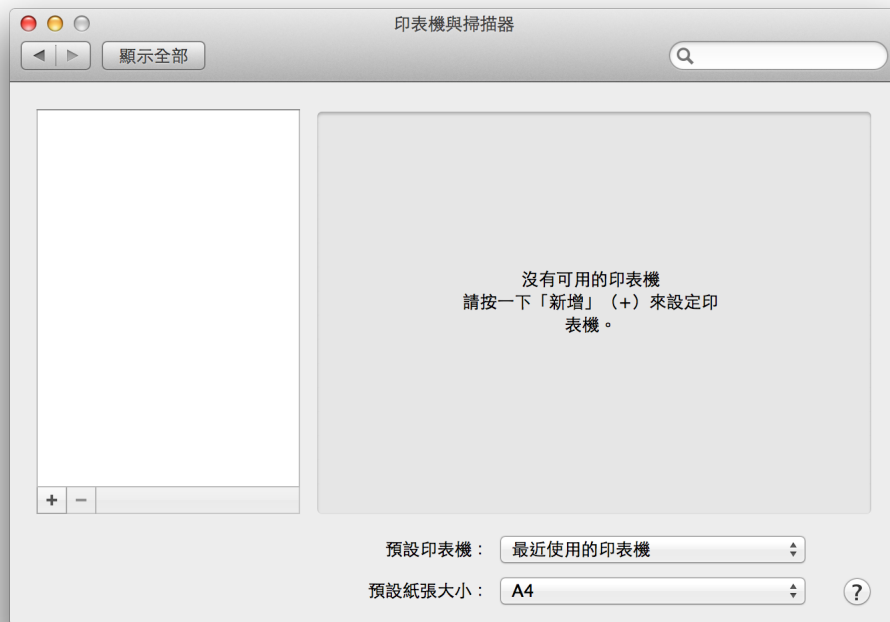 印表機與掃描器
顯示全部
沒有可用的印表機
請按一下「新增」（+）來設定印
表機。
預設印表機：
最近使用的印表機
預設紙張大小：
A4
?